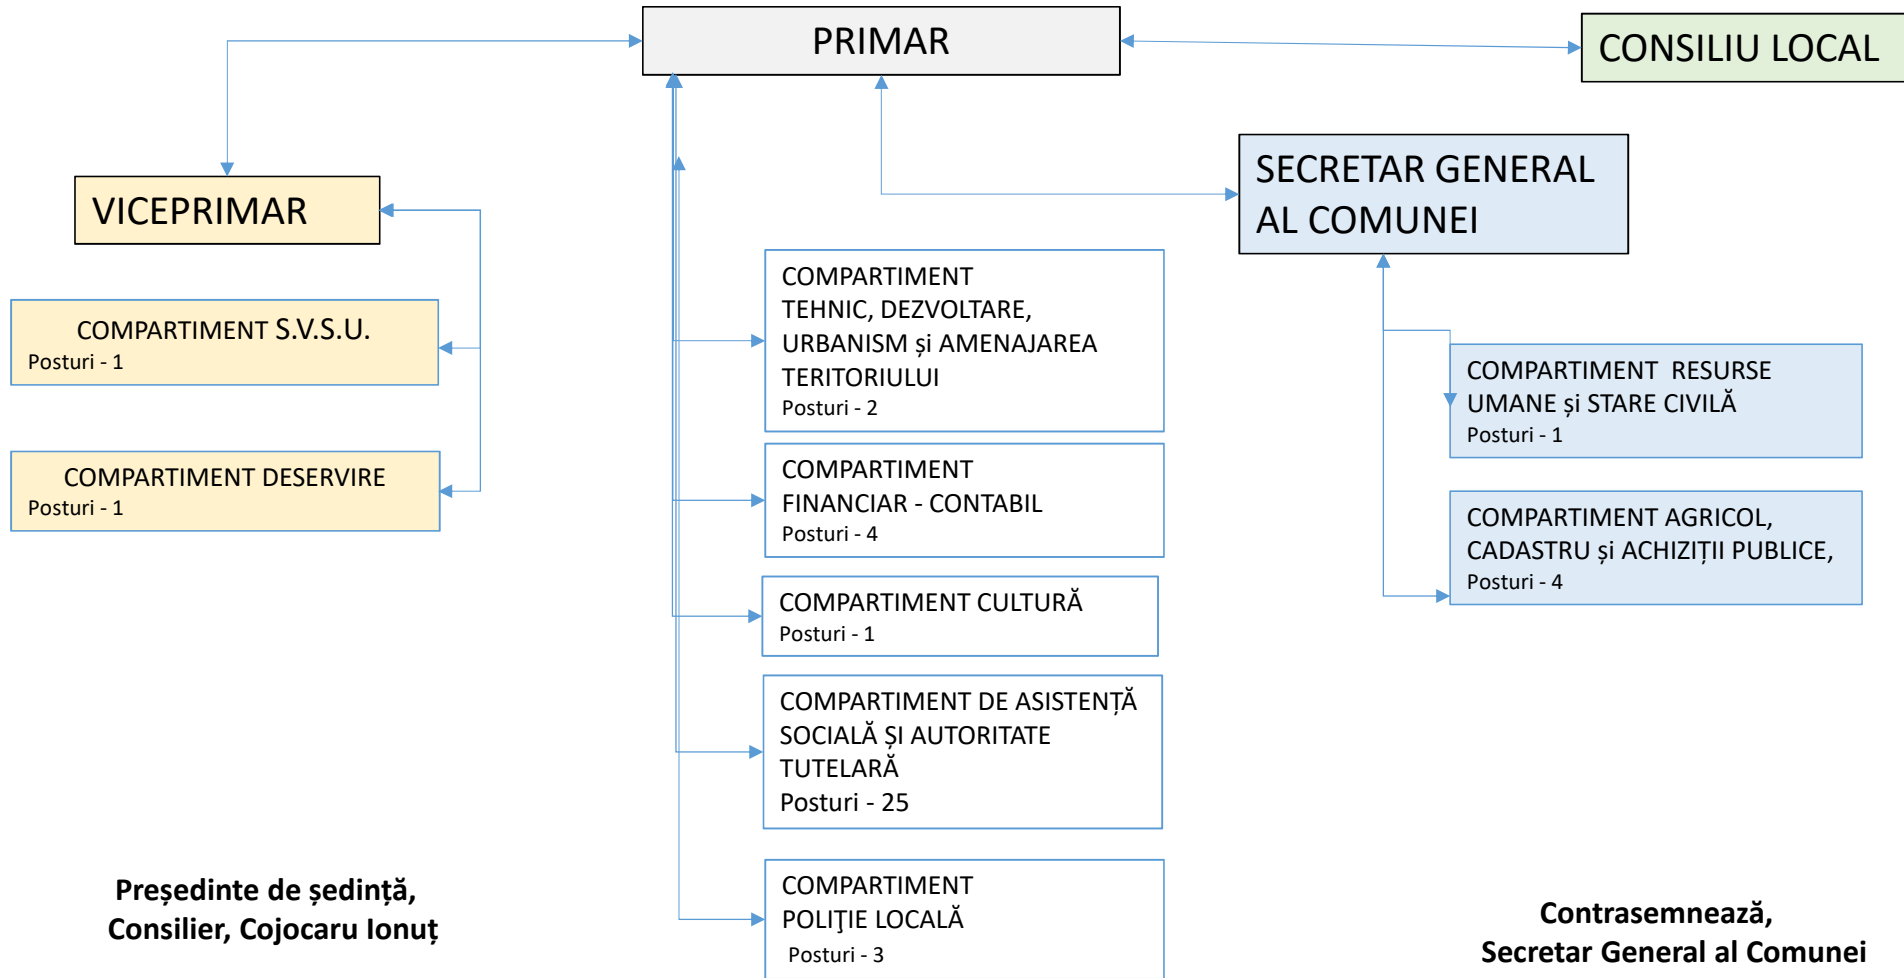 PRIMAR
CONSILIU LOCAL
VICEPRIMAR
SECRETAR GENERAL
AL COMUNEI
COMPARTIMENT S.V.S.U.
Posturi - 1
COMPARTIMENT DESERVIRE
Posturi - 1
COMPARTIMENT
TEHNIC, DEZVOLTARE,
URBANISM și AMENAJAREA
TERITORIULUI
Posturi - 2
COMPARTIMENT
FINANCIAR - CONTABIL
Posturi - 4
COMPARTIMENT CULTURĂ
Posturi - 1
COMPARTIMENT DE ASISTENȚĂ
SOCIALĂ ȘI AUTORITATE
TUTELARĂ
Posturi - 25
COMPARTIMENT
POLIŢIE LOCALĂ
Posturi - 3
COMPARTIMENT  RESURSE
UMANE și STARE CIVILĂ
Posturi - 1
COMPARTIMENT AGRICOL,
CADASTRU și ACHIZIȚII PUBLICE,
Posturi - 4
Președinte de ședință,
Consilier, Cojocaru Ionuț
Contrasemnează,
Secretar General al Comunei